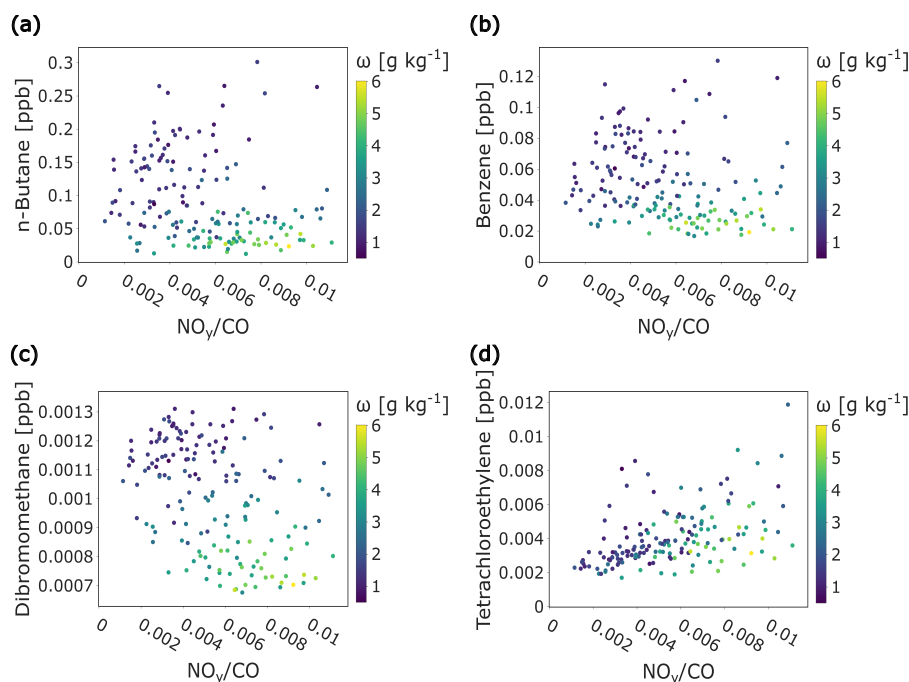 (a)
n-Butane [ppb]
0.3
0.25
0.2
0.15
0.1
0.05
0
0 0.002 0.004 0.006 0.008 0.01
NOy/CO
ω [g kg⁻¹]
6
5
4
3
2
1
(b)
Benzene [ppb]
0.12
0.1
0.08
0.06
0.04
0.02
0
0 0.002 0.004 0.006 0.008 0.01
NOy/CO
ω [g kg⁻¹]
6
5
4
3
2
1
(c)
Dibromomethane [ppb]
0.0013
0.0012
0.0011
0.001
0.0009
0.0008
0.0007
0 0.002 0.004 0.006 0.008 0.01
NOy/CO
ω [g kg⁻¹]
6
5
4
3
2
1
(d)
Tetrachloroethylene [ppb]
0.012
0.01
0.008
0.006
0.004
0.002
0
0 0.002 0.004 0.006 0.008 0.01
NOy/CO
ω [g kg⁻¹]
6
5
4
3
2
1